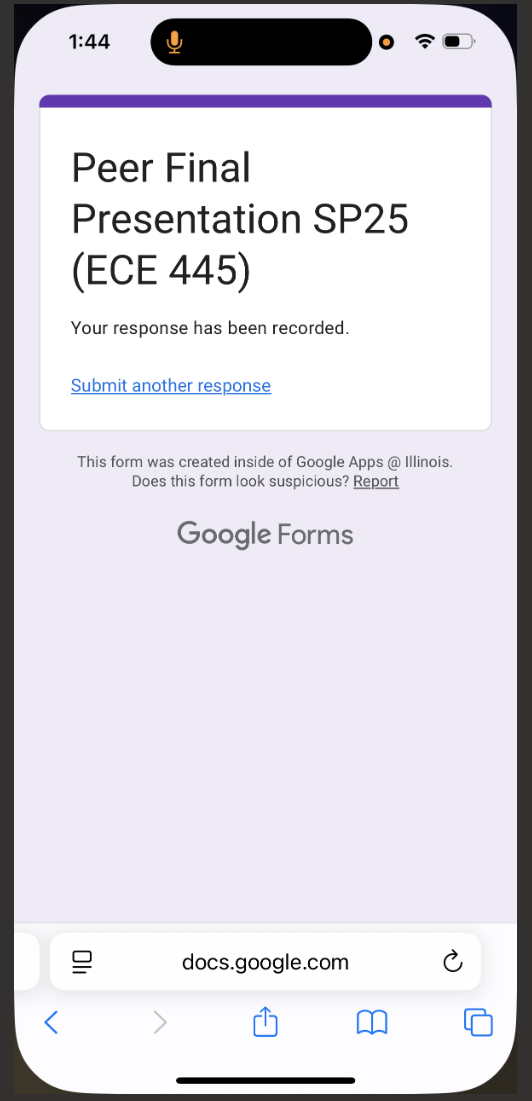 1:44
Peer Final
Presentation SP25
(ECE 445)
Your response has been recorded.
Submit another response
This form was created inside of Google Apps @ Illinois.
Does this form look suspicious? Report
Google Forms
docs.google.com